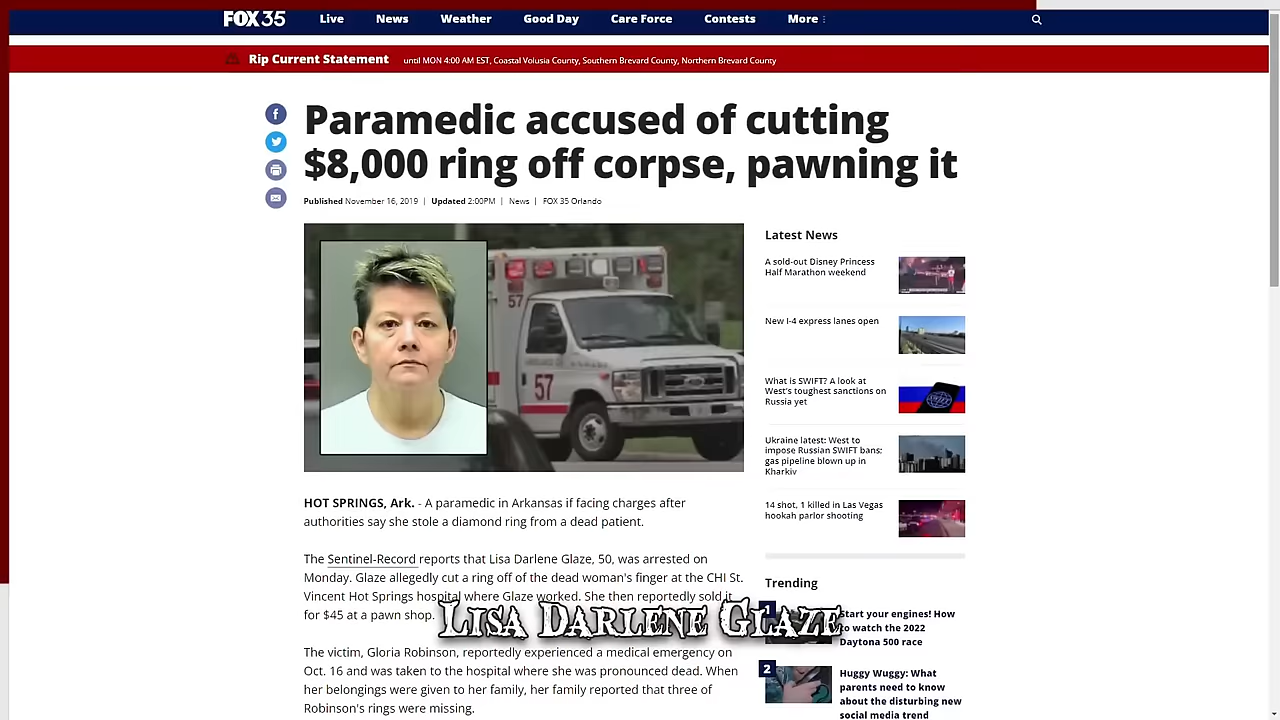 FOX 35
Live News Weather Good Day Care Force Contests More
Rip Current Statement until MON 4:00 AM EST, Coastal Volusia County, Southern Brevard County, Northern Brevard County
Paramedic accused of cutting
$8,000 ring off corpse, pawning it
Published November 16, 2019 | Updated 2:00PM | News | FOX 35 Orlando
57
57
HOT SPRINGS, Ark. - A paramedic in Arkansas if facing charges after
authorities say she stole a diamond ring from a dead patient.
The Sentinel-Record reports that Lisa Darlene Glaze, 50, was arrested on
Monday. Glaze allegedly cut a ring off of the dead woman's finger at the CHI St.
Vincent Hot Springs hospital where Glaze worked. She then reportedly sold it
for $45 at a pawn shop.
Lisa Darlene Glaze
The victim, Gloria Robinson, reportedly experienced a medical emergency on
Oct. 16 and was taken to the hospital where she was pronounced dead. When
her belongings were given to her family, her family reported that three of
Robinson's rings were missing.
Latest News
A sold-out Disney Princess
Half Marathon weekend
New I-4 express lanes open
What is SWIFT? A look at
West's toughest sanctions on
Russia yet
Ukraine latest: West to
impose Russian SWIFT bans;
gas pipeline blown up in
Kharkiv
14 shot, 1 killed in Las Vegas
hookah parlor shooting
Trending
1
Start your engines! How
to watch the 2022
Daytona 500 race
2
Huggy Wuggy: What
parents need to know
about the disturbing new
social media trend